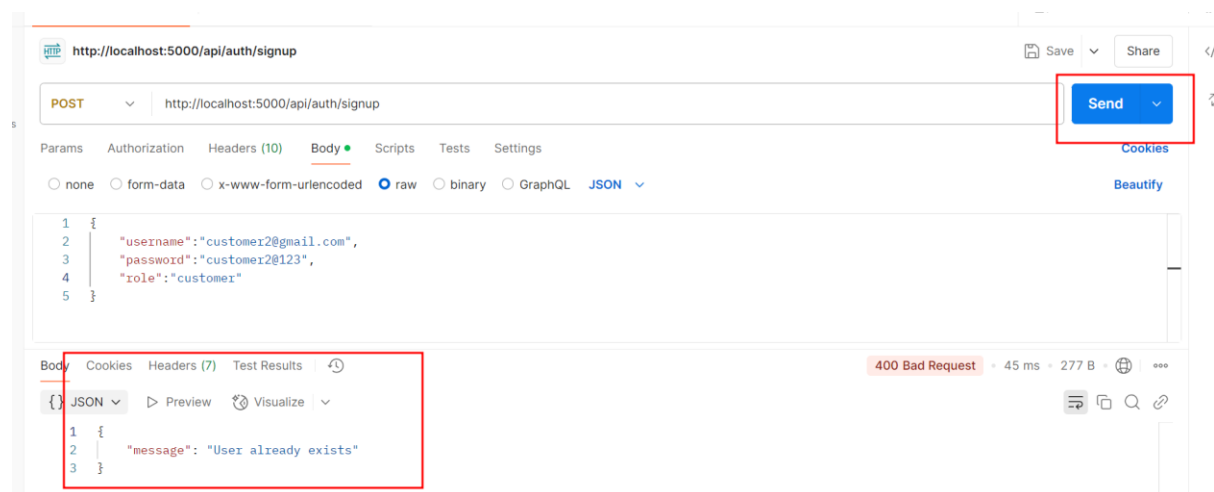 HTTP http://localhost:5000/api/auth/signup Save Share </
POST http://localhost:5000/api/auth/signup Send
s
Params Authorization Headers (10) Body Scripts Tests Settings Cookies
none form-data x-www-form-urlencoded raw binary GraphQL JSON Beautify
1 {
2 "username":"customer2@gmail.com",
3 "password":"customer2@123",
4 "role":"customer"
5 }
Body Cookies Headers (7) Test Results 400 Bad Request 45 ms 277 B
{} JSON Preview Visualize
1 {
2 "message": "User already exists"
3 }